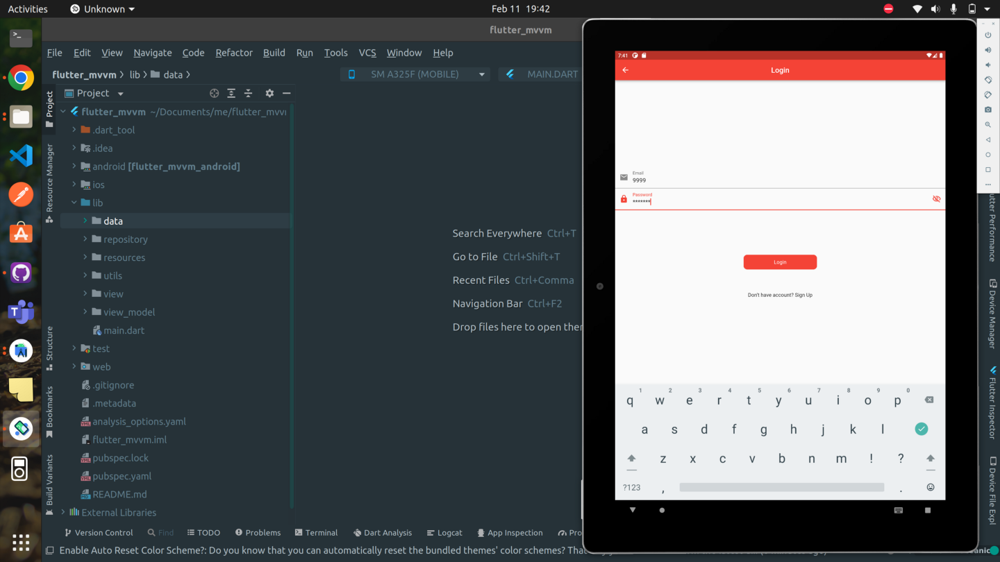 Activities
Unknown
Feb 11 19:42
flutter_mvvm
File Edit View Navigate Code Refactor Build Run Tools VCS Window Help
flutter_mvvm
lib
data
SM A325F (MOBILE)
MAIN.DART
Project
Project
Resource Manager
Structure
Bookmarks
Build Variants
flutter_mvvm ~/Documents/me/flutter_mvvm
.dart_tool
.idea
android [flutter_mvvm_android]
ios
lib
data
repository
resources
utils
view
view_model
main.dart
test
web
.gitignore
.metadata
analysis_options.yaml
flutter_mvvm.iml
pubspec.lock
pubspec.yaml
README.md
External Libraries
Search Everywhere Ctrl+T
Go to File Ctrl+Shift+T
Recent Files Ctrl+Comma
Navigation Bar Ctrl+F2
Drop files here to open
7:41
Login
Email
9999
Password
*******
Login
Don't have account? Sign Up
1 2 3 4 5 6 7 8 9 0
q w e r t y u i o p
a s d f g h j k l
z x c v b n m ! ?
?123 , .
Performance
Device Manager
Flutter Inspector
Device File Expl
Version Control
Find
TODO
Problems
Terminal
Dart Analysis
Logcat
App Inspection
Enable Auto Reset Color Scheme?: Do you know that you can automatically reset the bundled themes' color schemes?